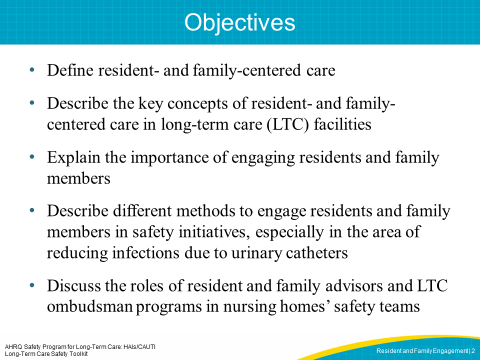 Objectives
• Define resident- and family-centered care
• Describe the key concepts of resident- and family-
centered care in long-term care (LTC) facilities
• Explain the importance of engaging residents and family
members
• Describe different methods to engage residents and family
members in safety initiatives, especially in the area of
reducing infections due to urinary catheters
• Discuss the roles of resident and family advisors and LTC
ombudsman programs in nursing homes’ safety teams
AHRQ Safety Program for Long-Term Care: HAIs/CAUTI
Long-Term Care Safety Toolkit
Resident and Family Engagement | 2